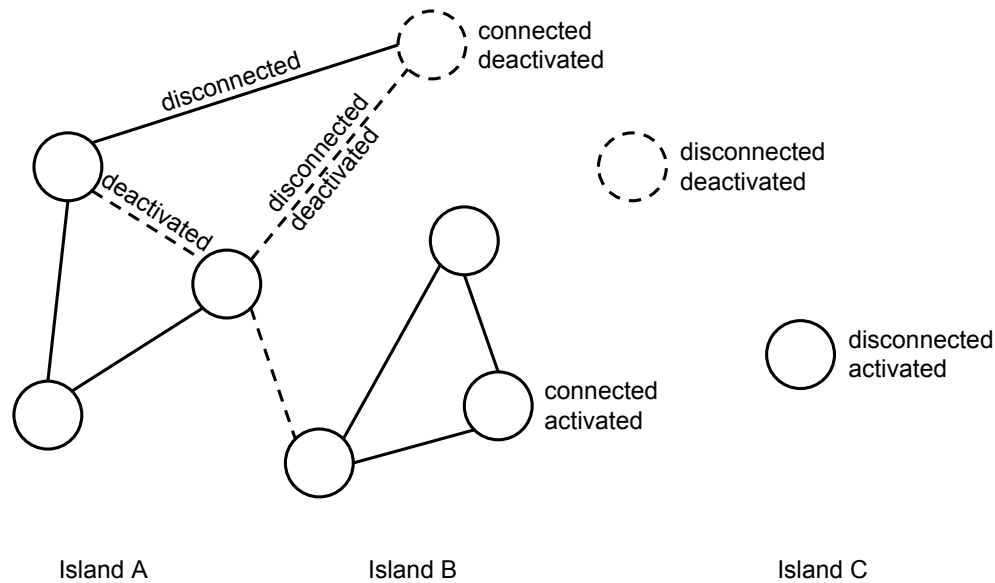 connected
deactivated
disconnected
disconnected
deactivated
disconnected
deactivated
deactivated
disconnected
activated
connected
activated
Island A
Island B
Island C